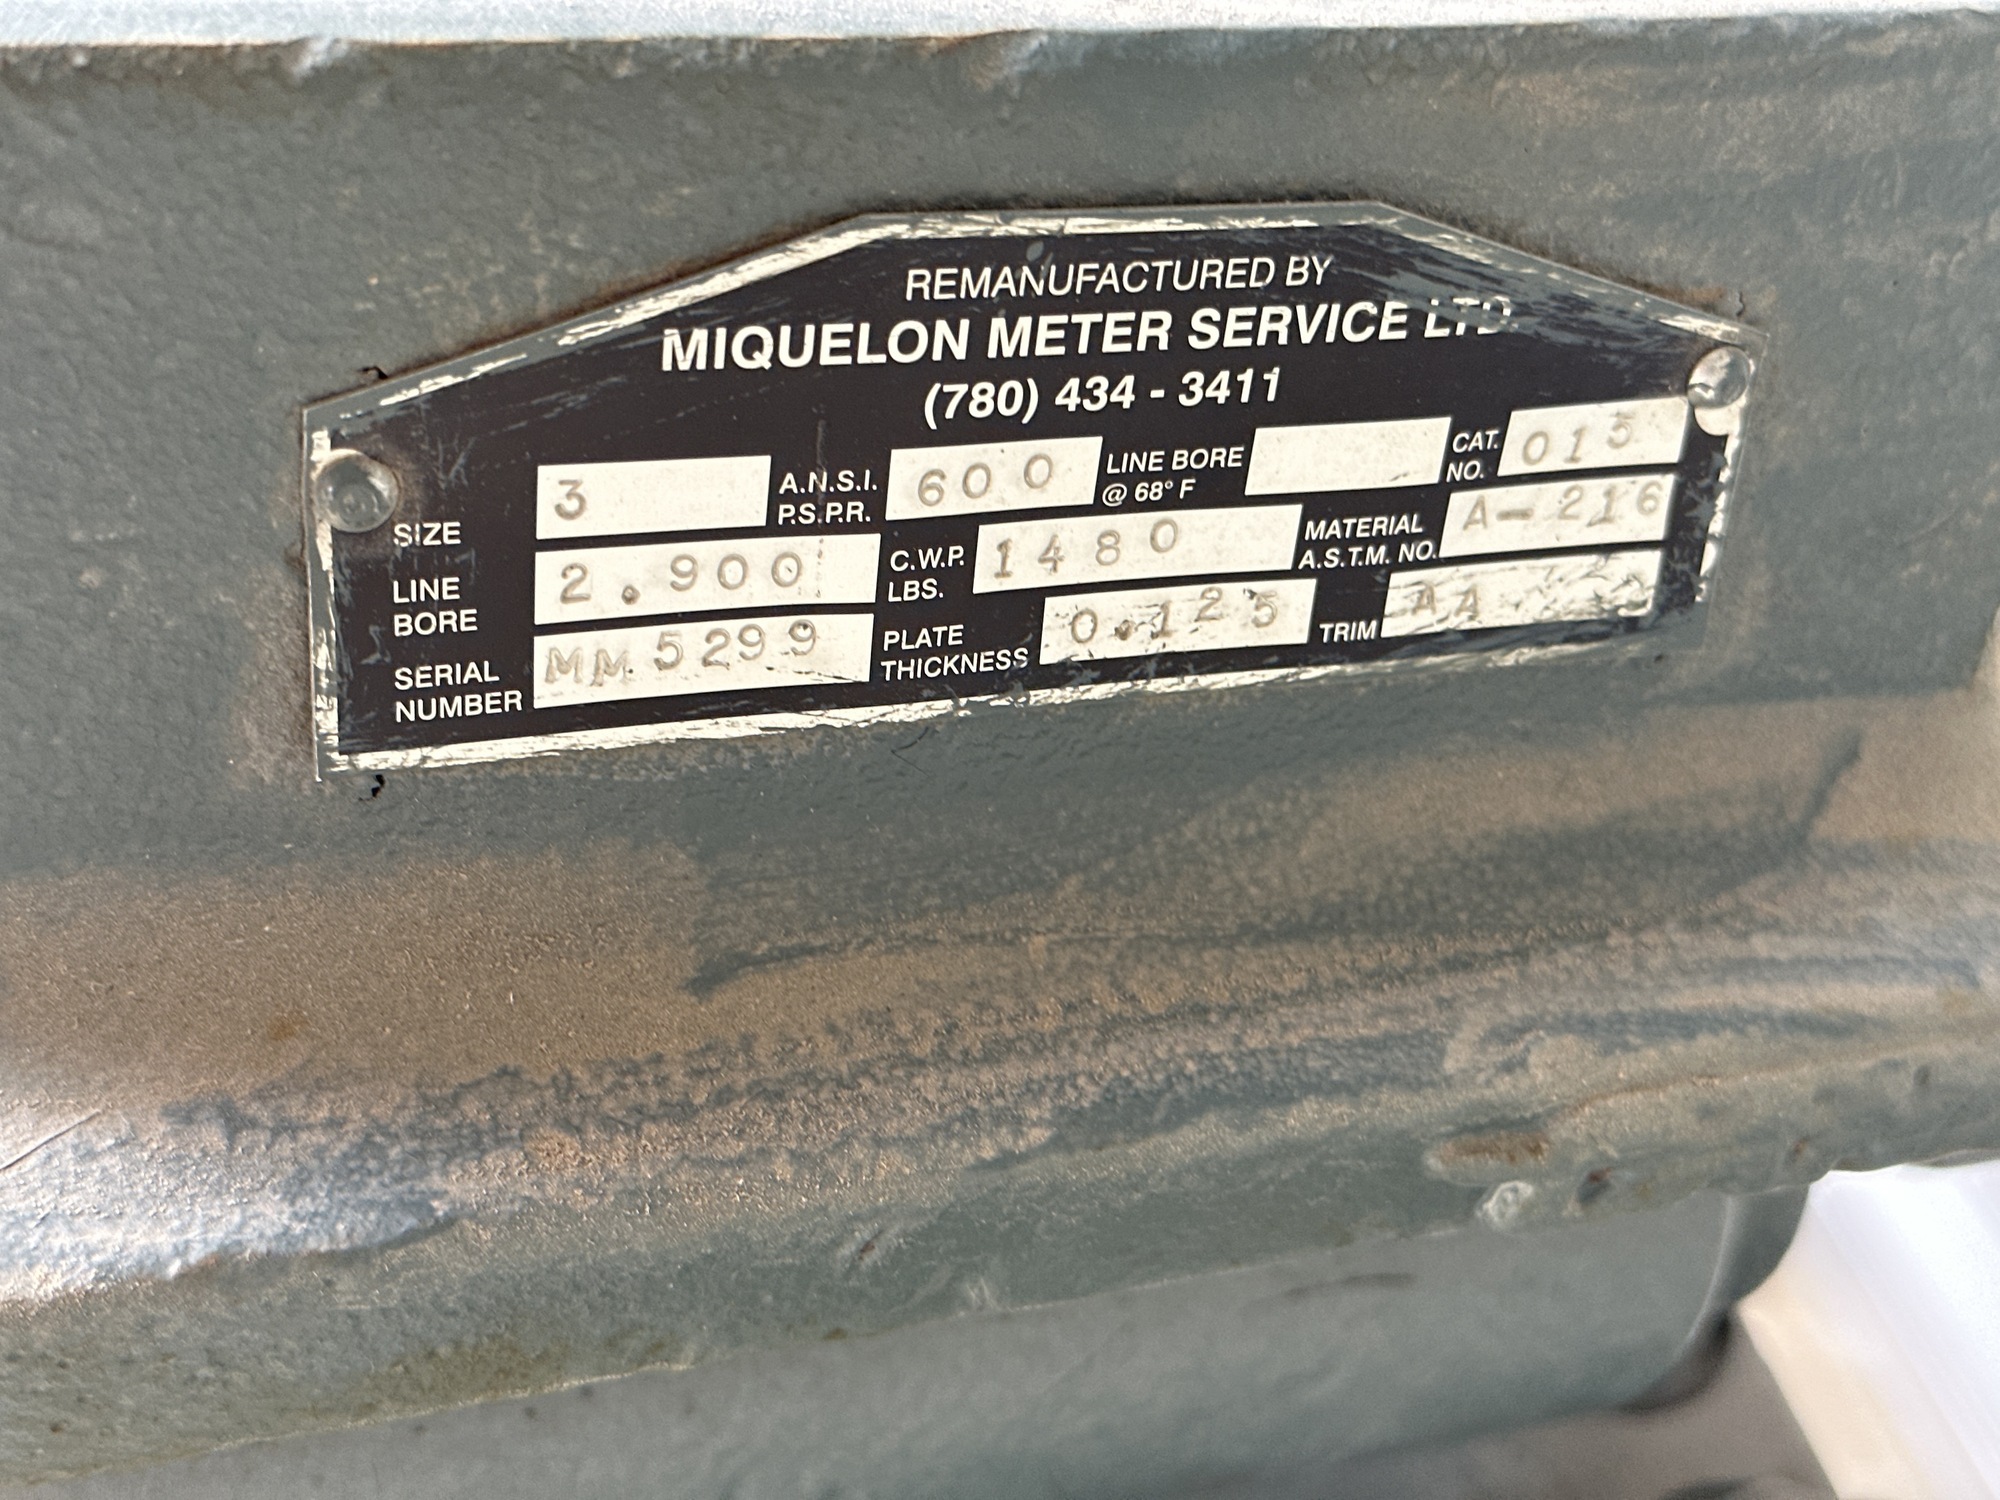 REMANUFACTURED BY
MIQUELON METER SERVICE LTD.
(780) 434 - 3411
SIZE 3 A.N.S.I. P.S.P.R. 600 LINE BORE @ 68° F CAT. NO. 015
LINE BORE 2.900 C.W.P. LBS. 1480 MATERIAL A.S.T.M. NO. A-216
SERIAL NUMBER MM 5299 PLATE THICKNESS 0.125 TRIM AA